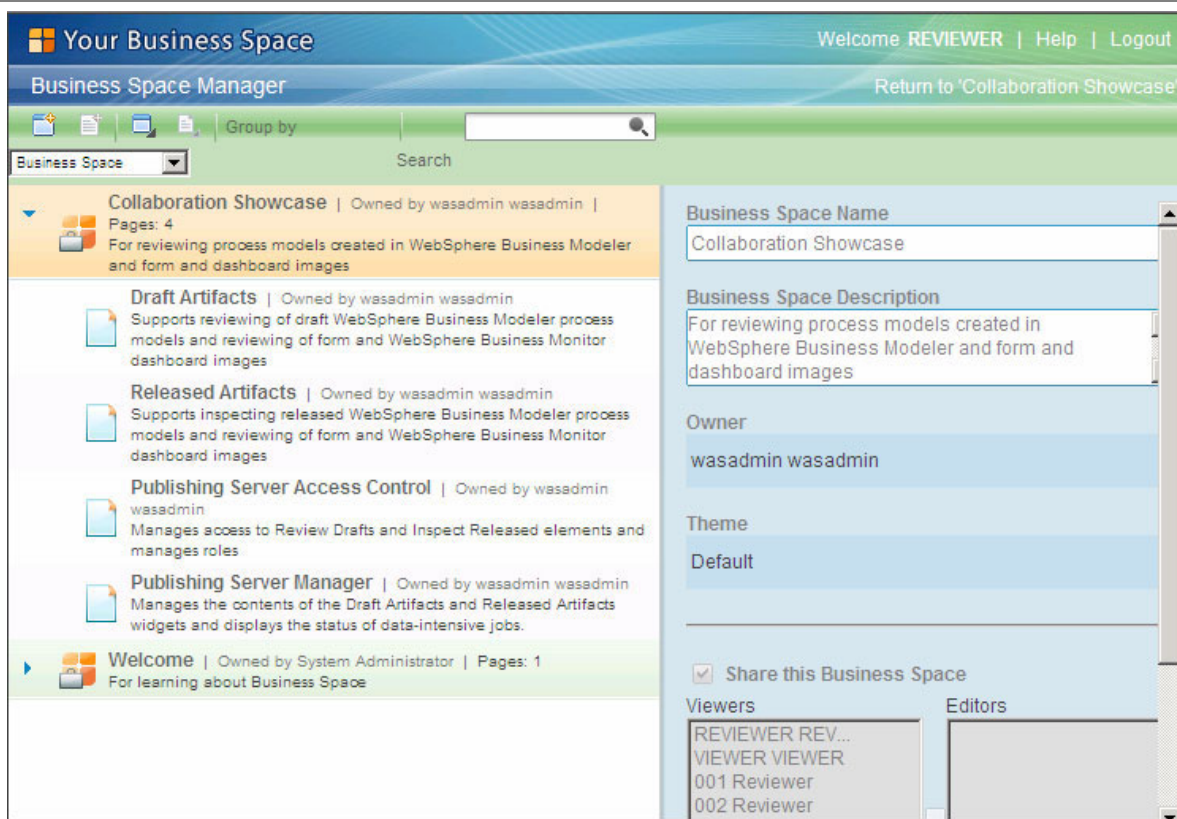 Your Business Space
Welcome REVIEWER | Help | Logout
Business Space Manager
Return to 'Collaboration Showcase'
Group by
Business Space
Search
Collaboration Showcase | Owned by wasadmin wasadmin |
Pages: 4
For reviewing process models created in WebSphere Business Modeler
and form and dashboard images
Draft Artifacts | Owned by wasadmin wasadmin
Supports reviewing of draft WebSphere Business Modeler process
models and reviewing of form and WebSphere Business Monitor
dashboard images
Released Artifacts | Owned by wasadmin wasadmin
Supports inspecting released WebSphere Business Modeler process
models and reviewing of form and WebSphere Business Monitor
dashboard images
Publishing Server Access Control | Owned by wasadmin
wasadmin
Manages access to Review Drafts and Inspect Released elements and
manages roles
Publishing Server Manager | Owned by wasadmin wasadmin
Manages the contents of the Draft Artifacts and Released Artifacts
widgets and displays the status of data-intensive jobs.
Welcome | Owned by System Administrator | Pages: 1
For learning about Business Space
Business Space Name
Collaboration Showcase
Business Space Description
For reviewing process models created in
WebSphere Business Modeler and form and
dashboard images
Owner
wasadmin wasadmin
Theme
Default
Share this Business Space
Viewers
Editors
REVIEWER REV...
VIEWER VIEWER
001 Reviewer
002 Reviewer